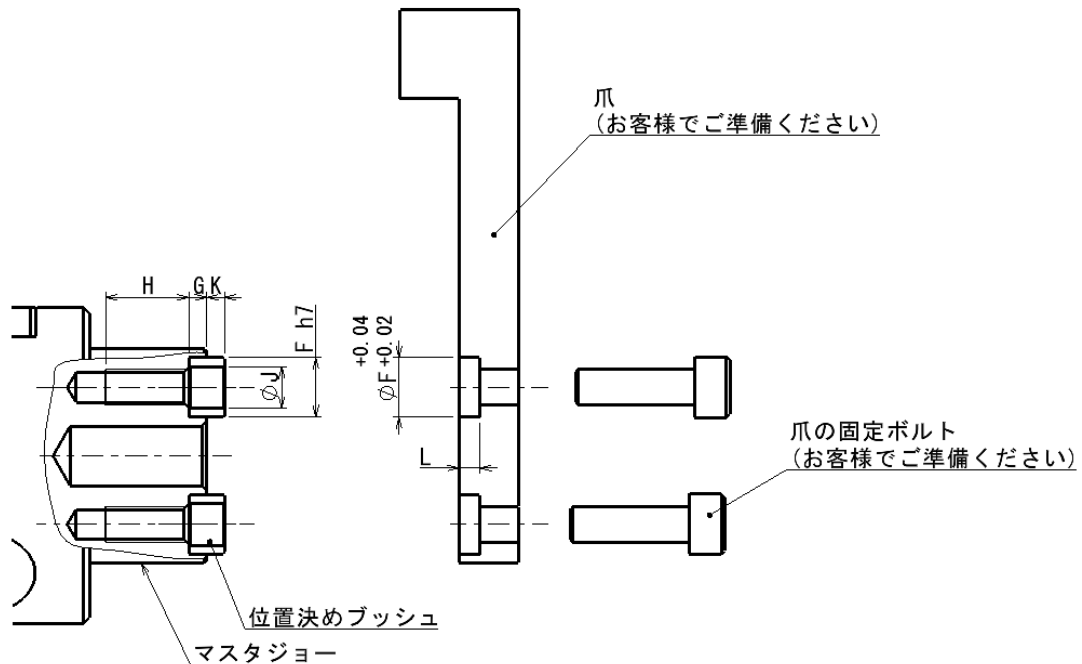 爪
(お客様でご準備ください)
H
G
K
F h7
⌀J
⌀F +0.04 +0.02
L
爪の固定ボルト
(お客様でご準備ください)
位置決めブッシュ
マスタジョー